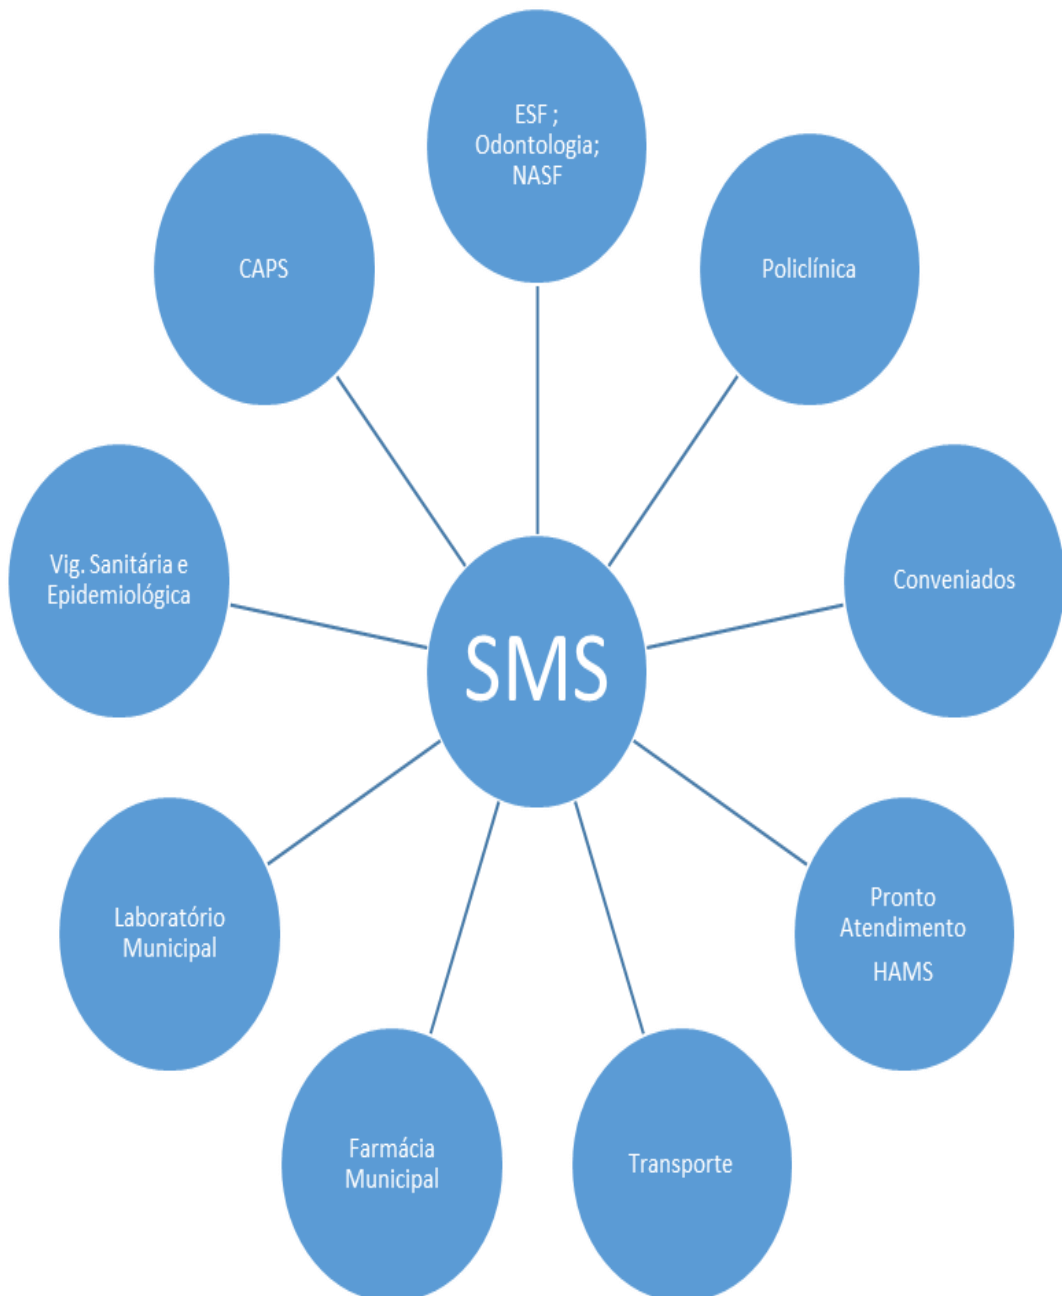 ESF ;
Odontologia;
NASF
CAPS
Policlínica
Vig. Sanitária e
Epidemiológica
Conveniados
SMS
Laboratório
Municipal
Pronto
Atendimento
HAMS
Farmácia
Municipal
Transporte